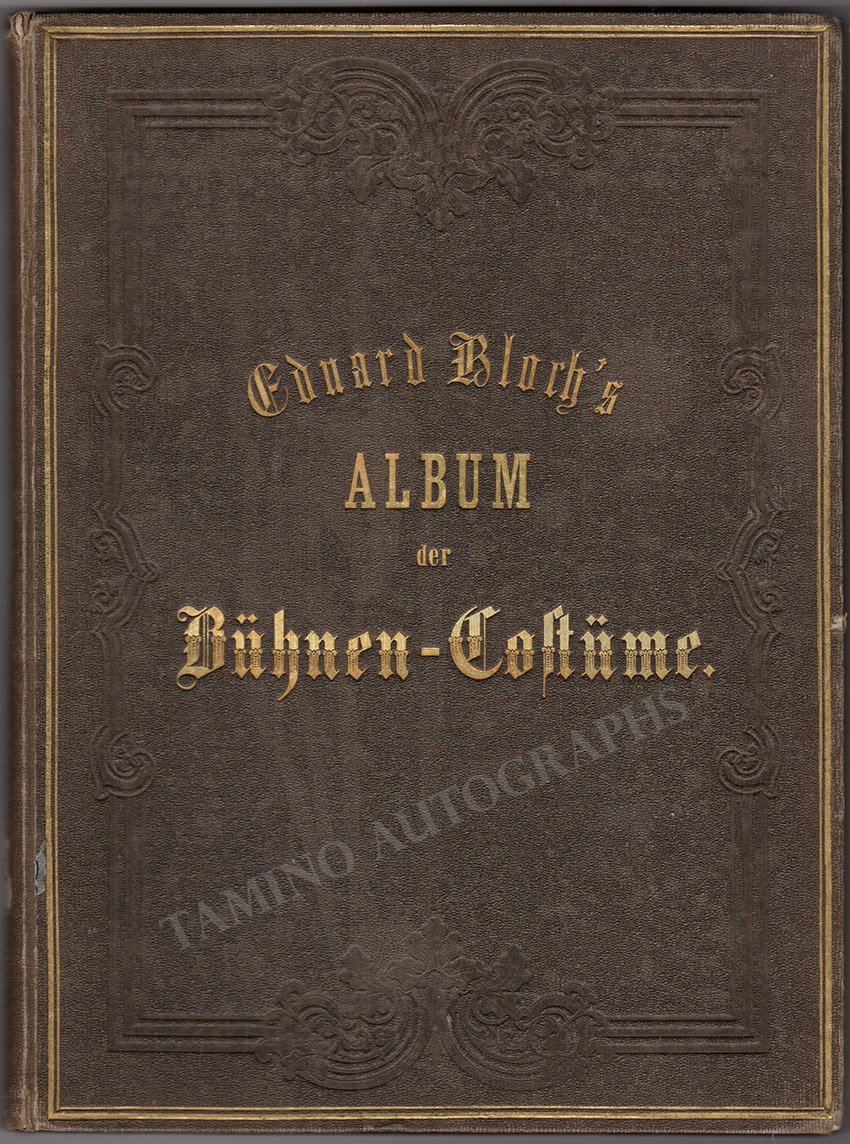 Eduard Bloch's
ALBUM
der
Bühnen-Costüme.
TAMINO AUTOGRAPHS